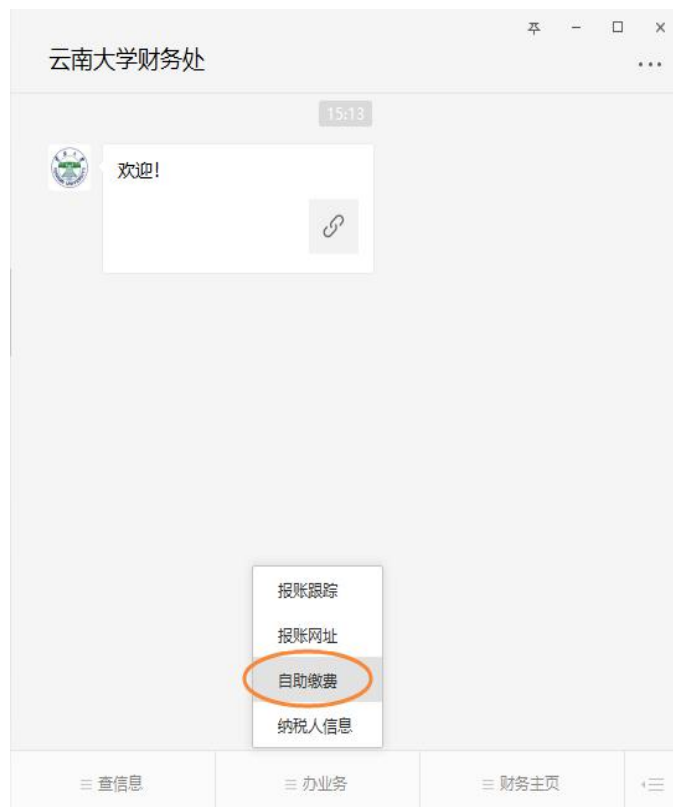 云南大学财务处
15:13
欢迎!
报账跟踪
报账网址
自助缴费
纳税人信息
查信息
办业务
财务主页